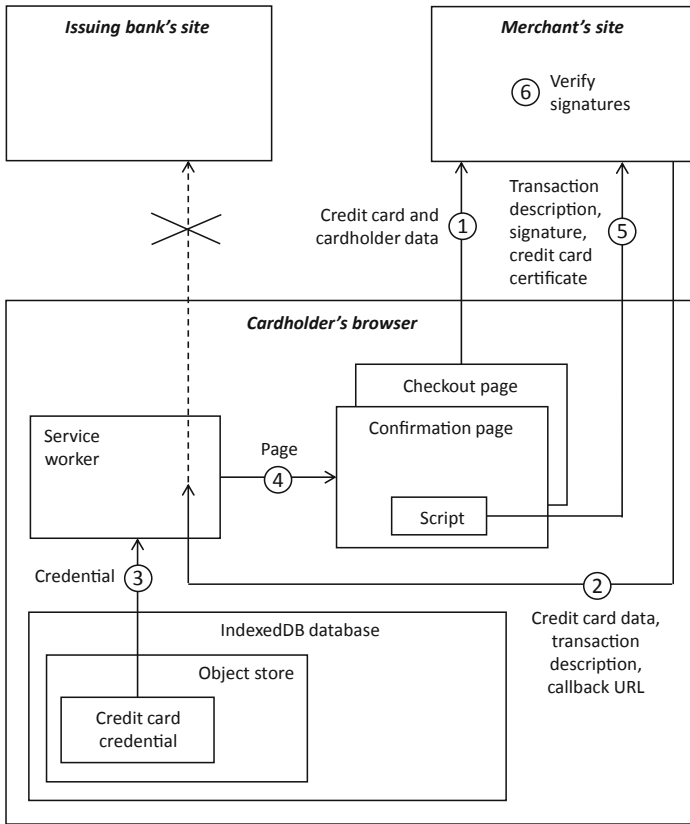 Issuing bank’s site
Merchant’s site
6
Verify
signatures
Credit card and
cardholder data
1
Transaction
description,
signature,
credit card
certificate
5
Cardholder’s browser
Checkout page
Confirmation page
Script
Service
worker
Page
4
Credential
3
2
Credit card data,
transaction
description,
callback URL
IndexedDB database
Object store
Credit card
credential